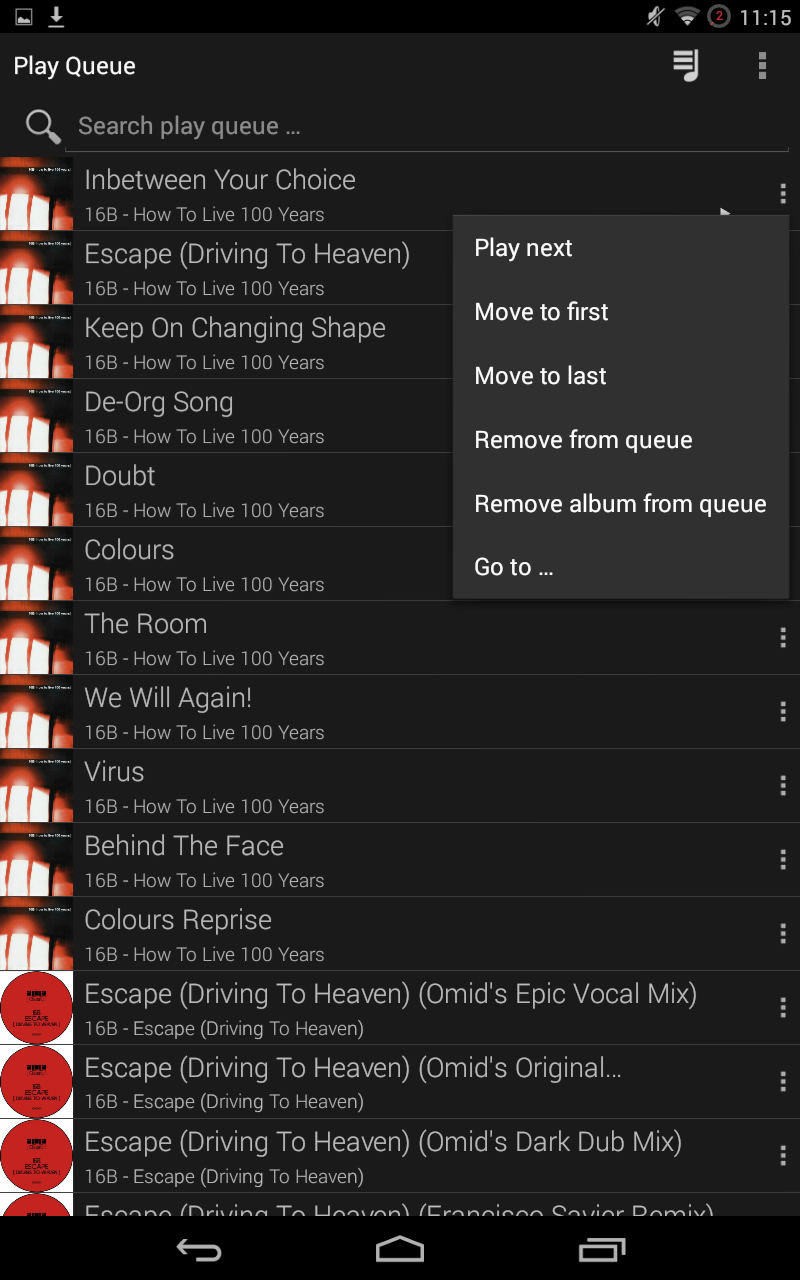 2 11:15
Play Queue
Search play queue ...
Inbetween Your Choice
16B - How To Live 100 Years
Escape (Driving To Heaven)
16B - How To Live 100 Years
Keep On Changing Shape
16B - How To Live 100 Years
De-Org Song
16B - How To Live 100 Years
Doubt
16B - How To Live 100 Years
Colours
16B - How To Live 100 Years
Play next
Move to first
Move to last
Remove from queue
Remove album from queue
Go to ...
The Room
16B - How To Live 100 Years
We Will Again!
16B - How To Live 100 Years
Virus
16B - How To Live 100 Years
Behind The Face
16B - How To Live 100 Years
Colours Reprise
16B - How To Live 100 Years
Escape (Driving To Heaven) (Omid's Epic Vocal Mix)
16B - Escape (Driving To Heaven)
Escape (Driving To Heaven) (Omid's Original...
16B - Escape (Driving To Heaven)
Escape (Driving To Heaven) (Omid's Dark Dub Mix)
16B - Escape (Driving To Heaven)
Escape (Driving To Heaven) (Francisco Savier Remix)